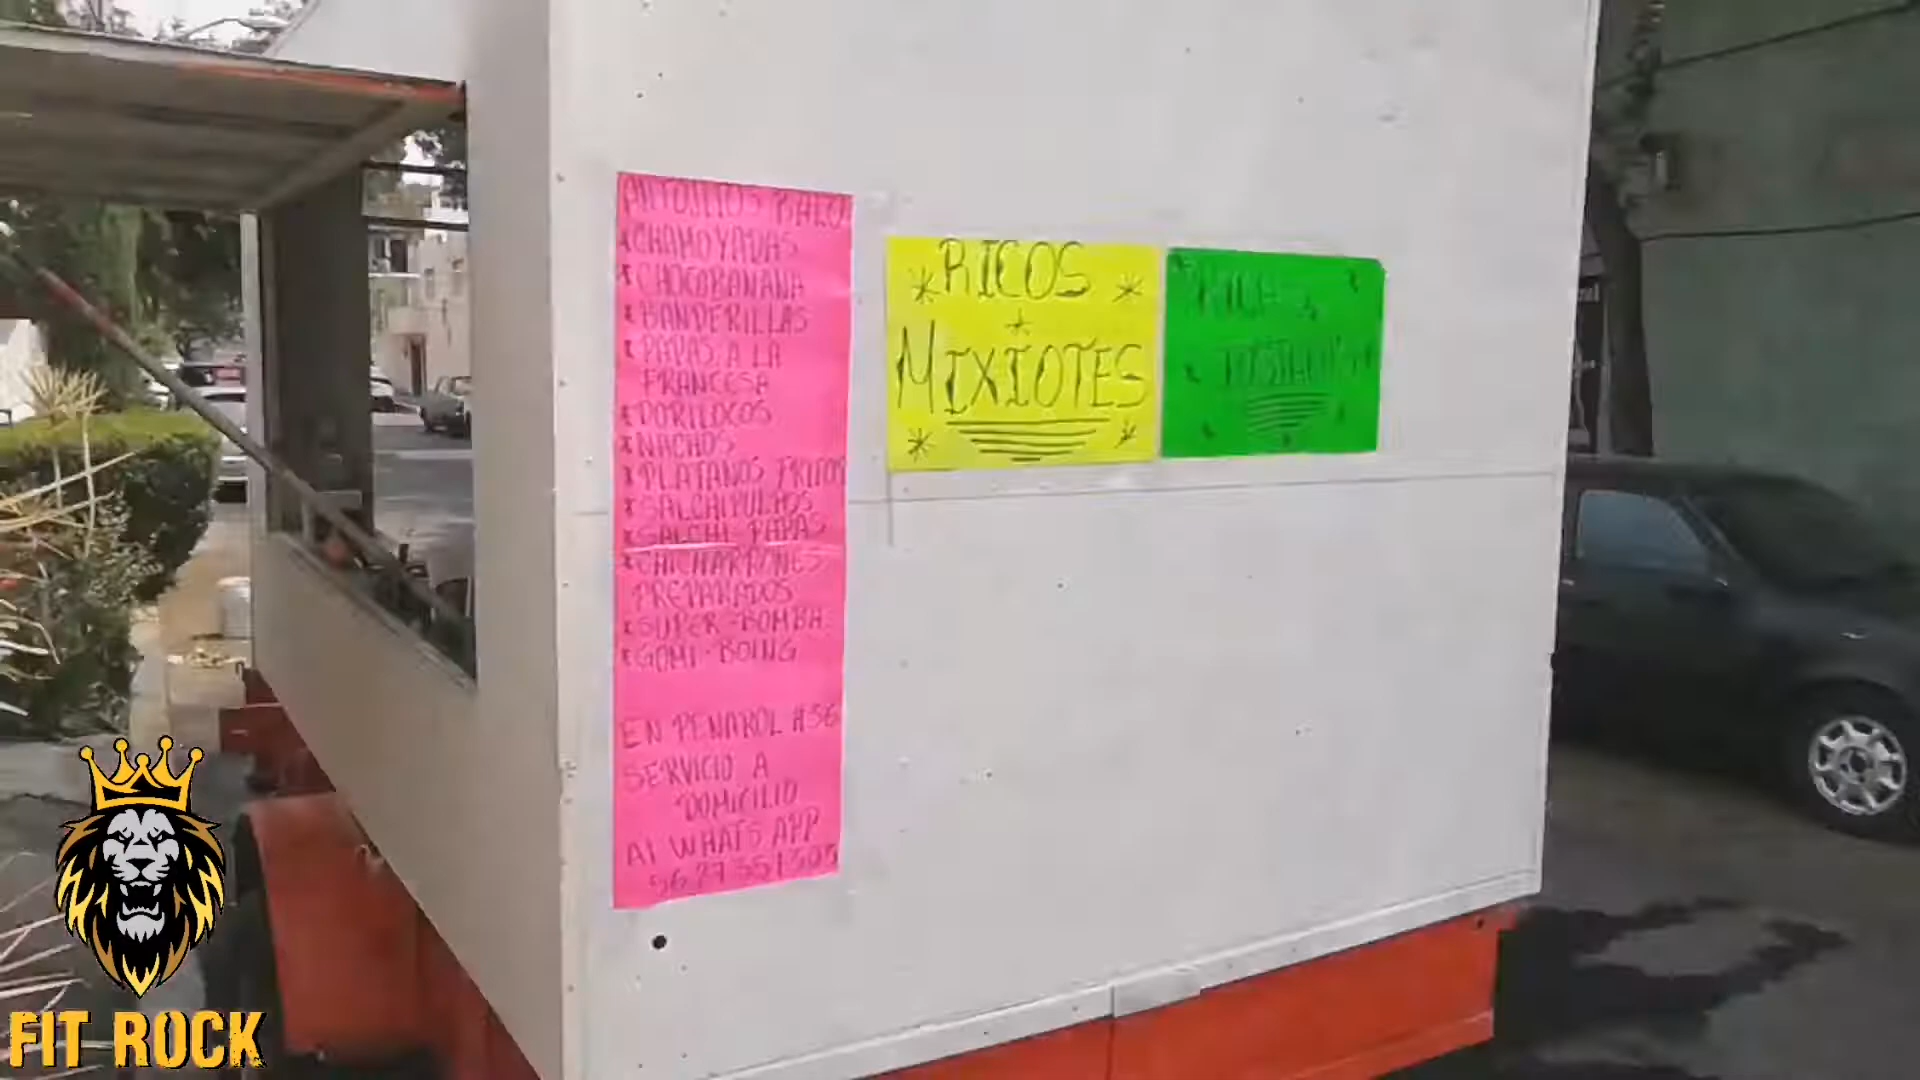 ANTOJITOS BALU
*CHAMOYADAS
*CHOCOBANANA
*BANDERILLAS
*PAPAS A LA
FRANCESA
*DORILOCOS
*NACHOS
*PLATANOS FRITOS
*SALCHIPULPOS
*SALCHI-PAPAS
*CHICHARRONES
PREPARADOS
*SUPER-BOMBA
*GOMI-BOING
EN PEÑAROL #56
SERVICIO A
DOMICILIO
Al WHATS APP
RICOS
MIXIOTES
FIT ROCK